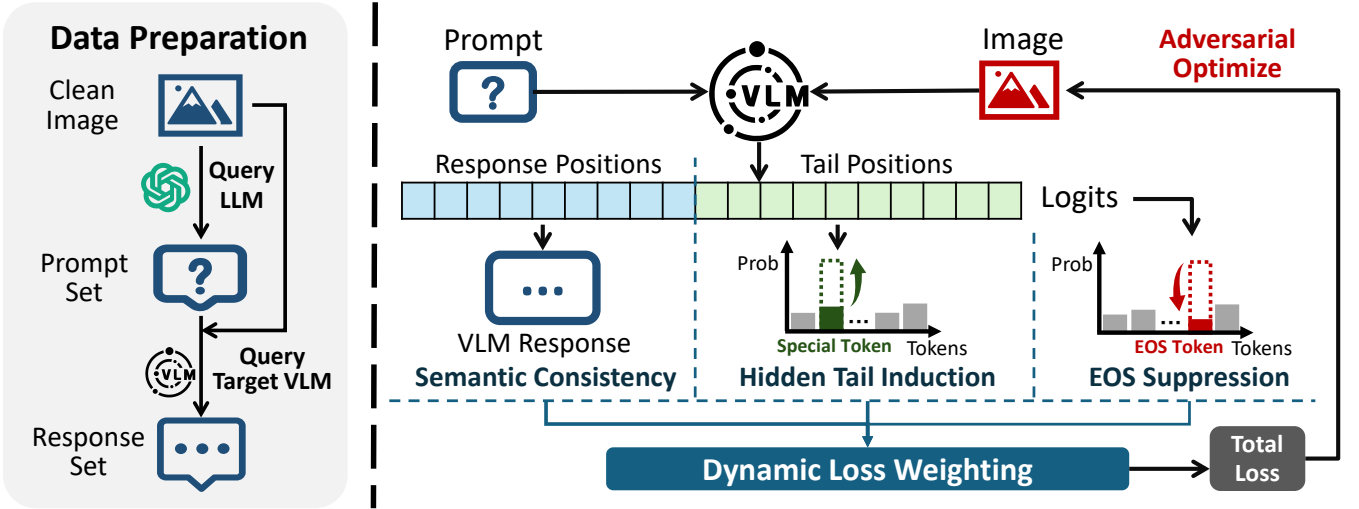 Data Preparation
Clean
Image
Query
LLM
Prompt
Set
?
Query
Target VLM
VLM
Response
Set
Prompt
?
VLM
Image
Adversarial
Optimize
Response Positions
Tail Positions
Logits
VLM Response
Semantic Consistency
Prob
...
Special Token
Tokens
Hidden Tail Induction
Prob
...
EOS Token
Tokens
EOS Suppression
Dynamic Loss Weighting
Total
Loss